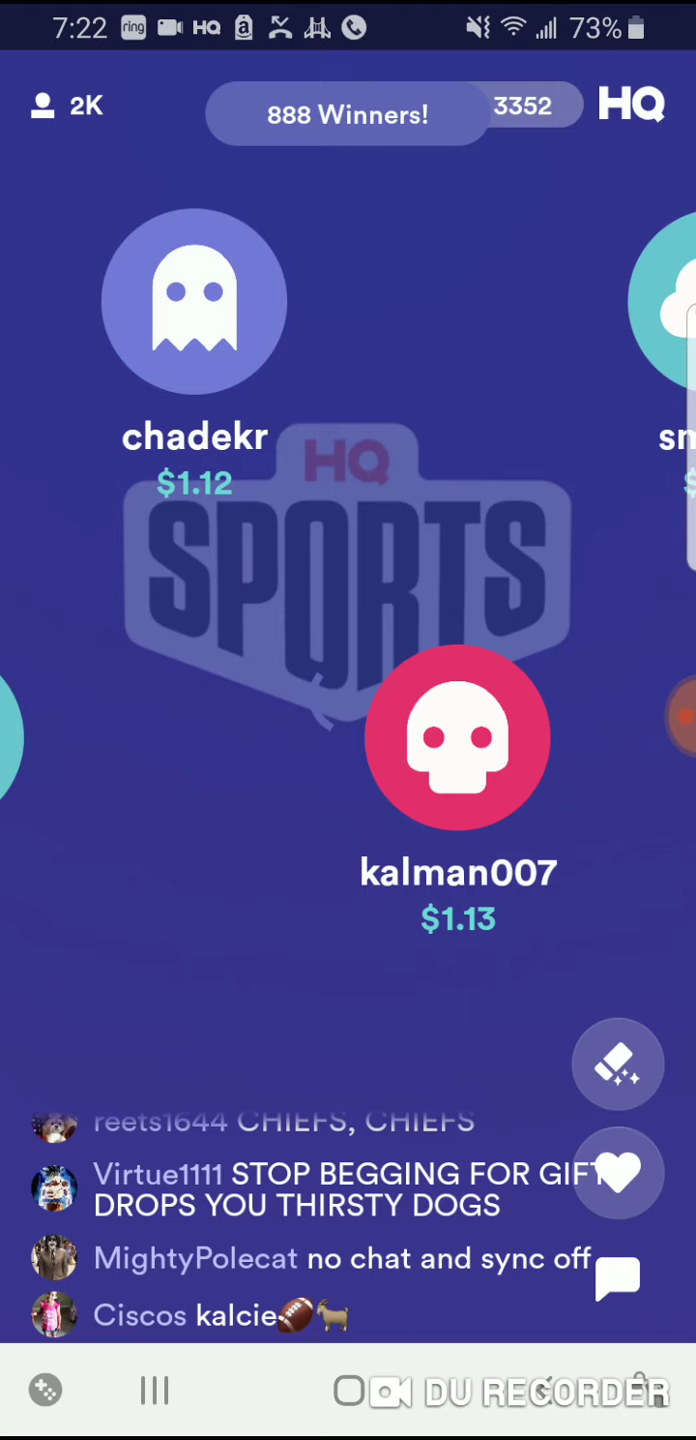 7:22 ring HQ a 73%
2K 888 Winners! 3352 HQ
chadekr
$1.12
HQ
SPORTS
kalman007
$1.13
reets1644 CHIEFS, CHIEFS
Virtue1111 STOP BEGGING FOR GIFT
DROPS YOU THIRSTY DOGS
MightyPolecat no chat and sync off
Ciscos kalcie🏈🐐
DU RECORDER